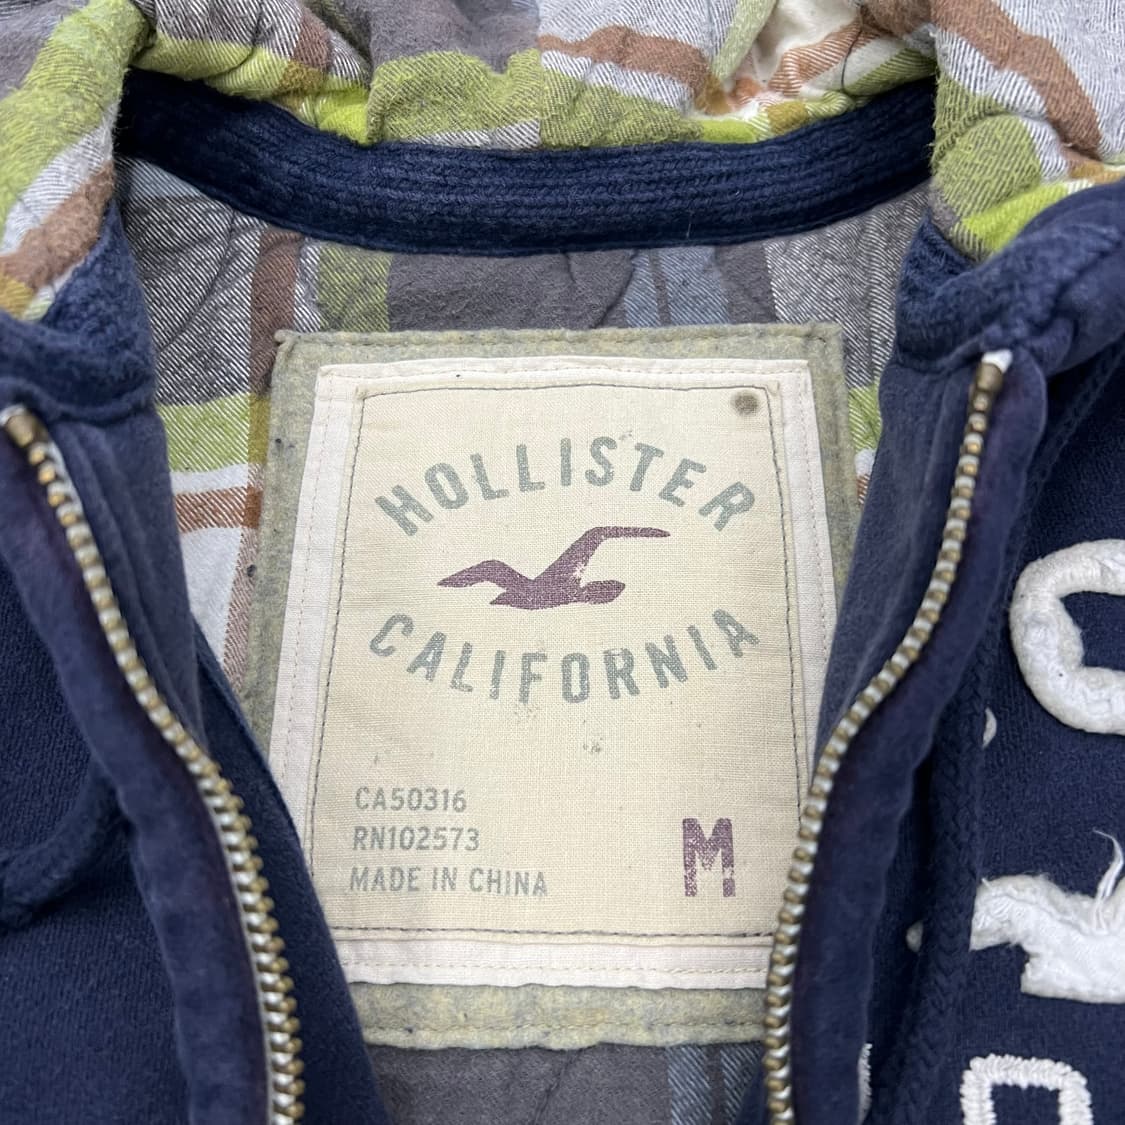 HOLLISTER
CALIFORNIA
CA50316
RN102573
MADE IN CHINA
M